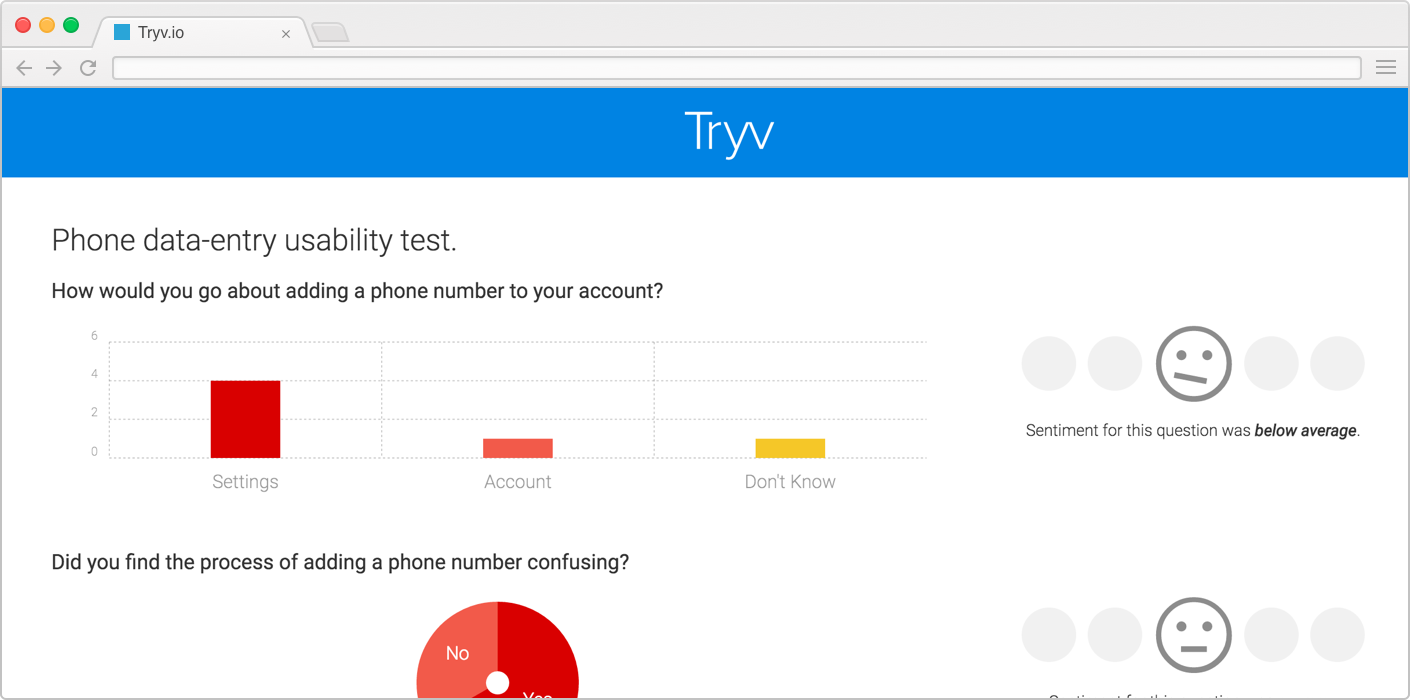 Tryv.io
Tryv
Phone data-entry usability test.
How would you go about adding a phone number to your account?
6
4
2
0
Settings
Account
Don't Know
Sentiment for this question was below average.
Did you find the process of adding a phone number confusing?
No
Yes